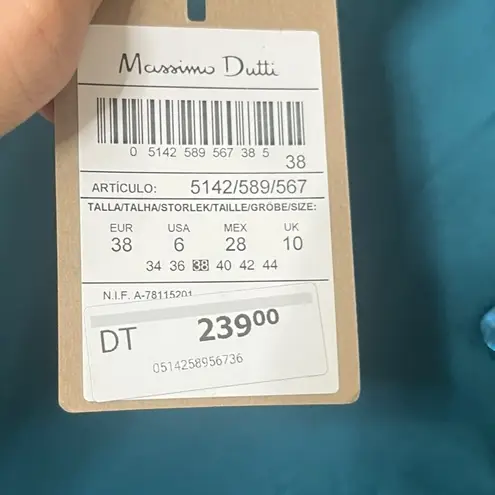 Massimo Dutti
0 5142 589 567 38 5
38
ARTÍCULO: 5142/589/567
TALLA/TALHA/STORLEK/TAILLE/GRÖBE/SIZE:
EUR USA MEX UK
38 6 28 10
34 36 38 40 42 44
N.I.F. A-78115201
DT 23900
0514258956736